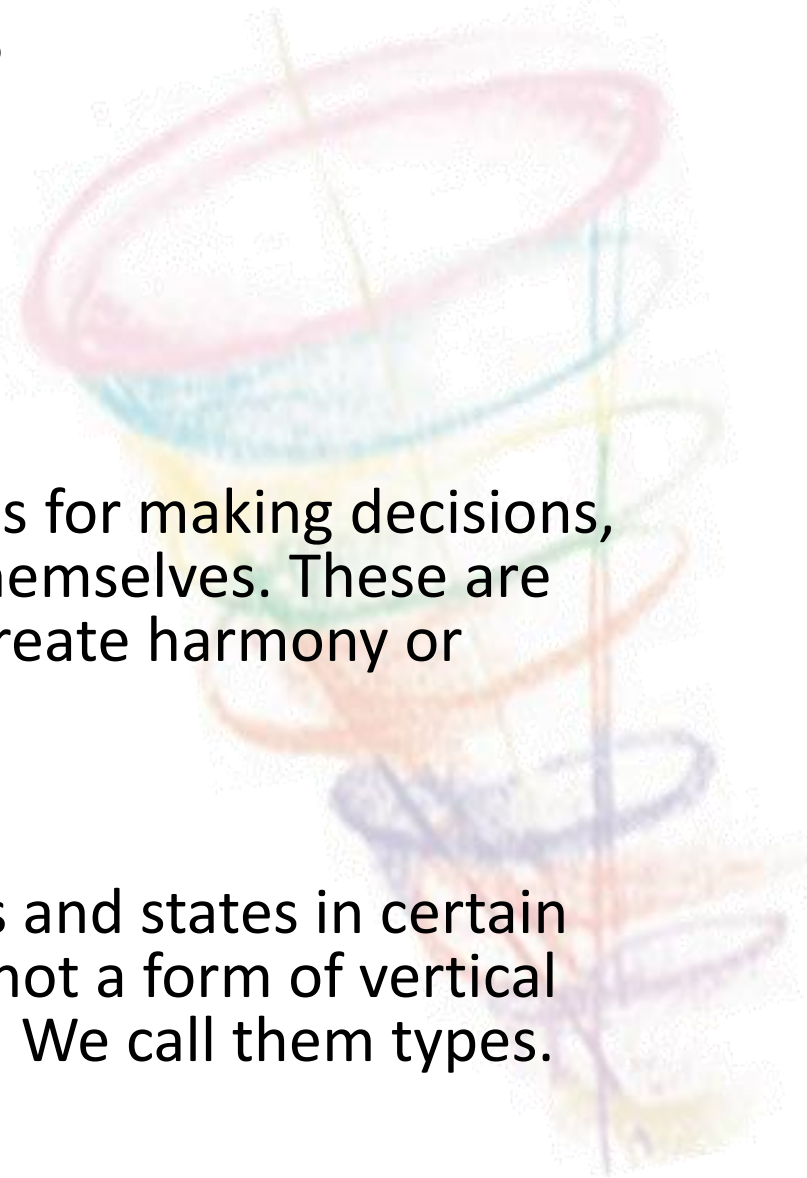 s for making decisions,
hemselves. These are
reate harmony or
s and states in certain
not a form of vertical
We call them types.